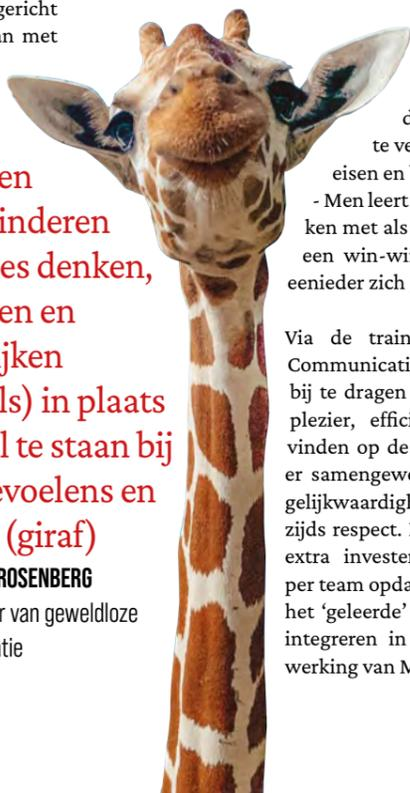 gericht
an met
en
inderen
es denken,
en en
ijken
ls) in plaats
l te staan bij
evoelens en
(giraf)
ROSENBERG
r van geweldloze
tie
d
te ve
eisen en
- Men leert
ken met als
een win-wi
eenieder zich
Via de train
Communicati
bij te dragen
plezier, effici
vinden op de
er samengewe
gelijkwaardigh
zijds respect.
extra invester
per team opda
het ‘geleerde’
integreren in
werking van M